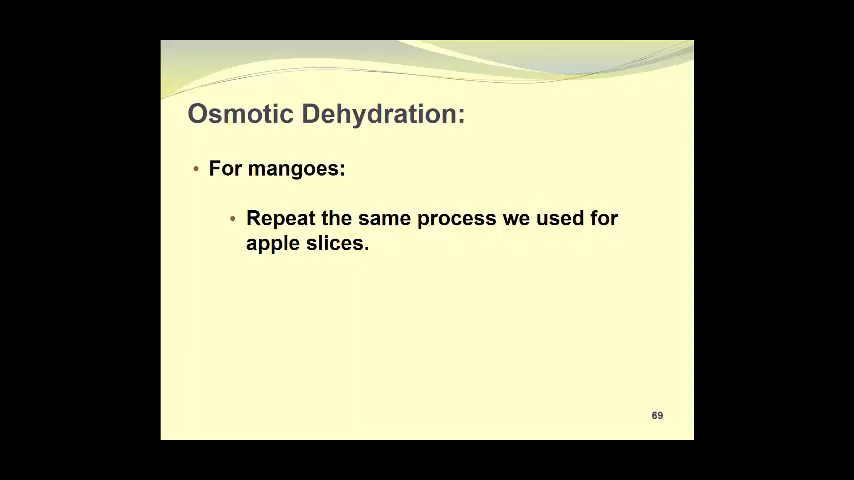 Osmotic Dehydration:
• For mangoes:
• Repeat the same process we used for
apple slices.
69